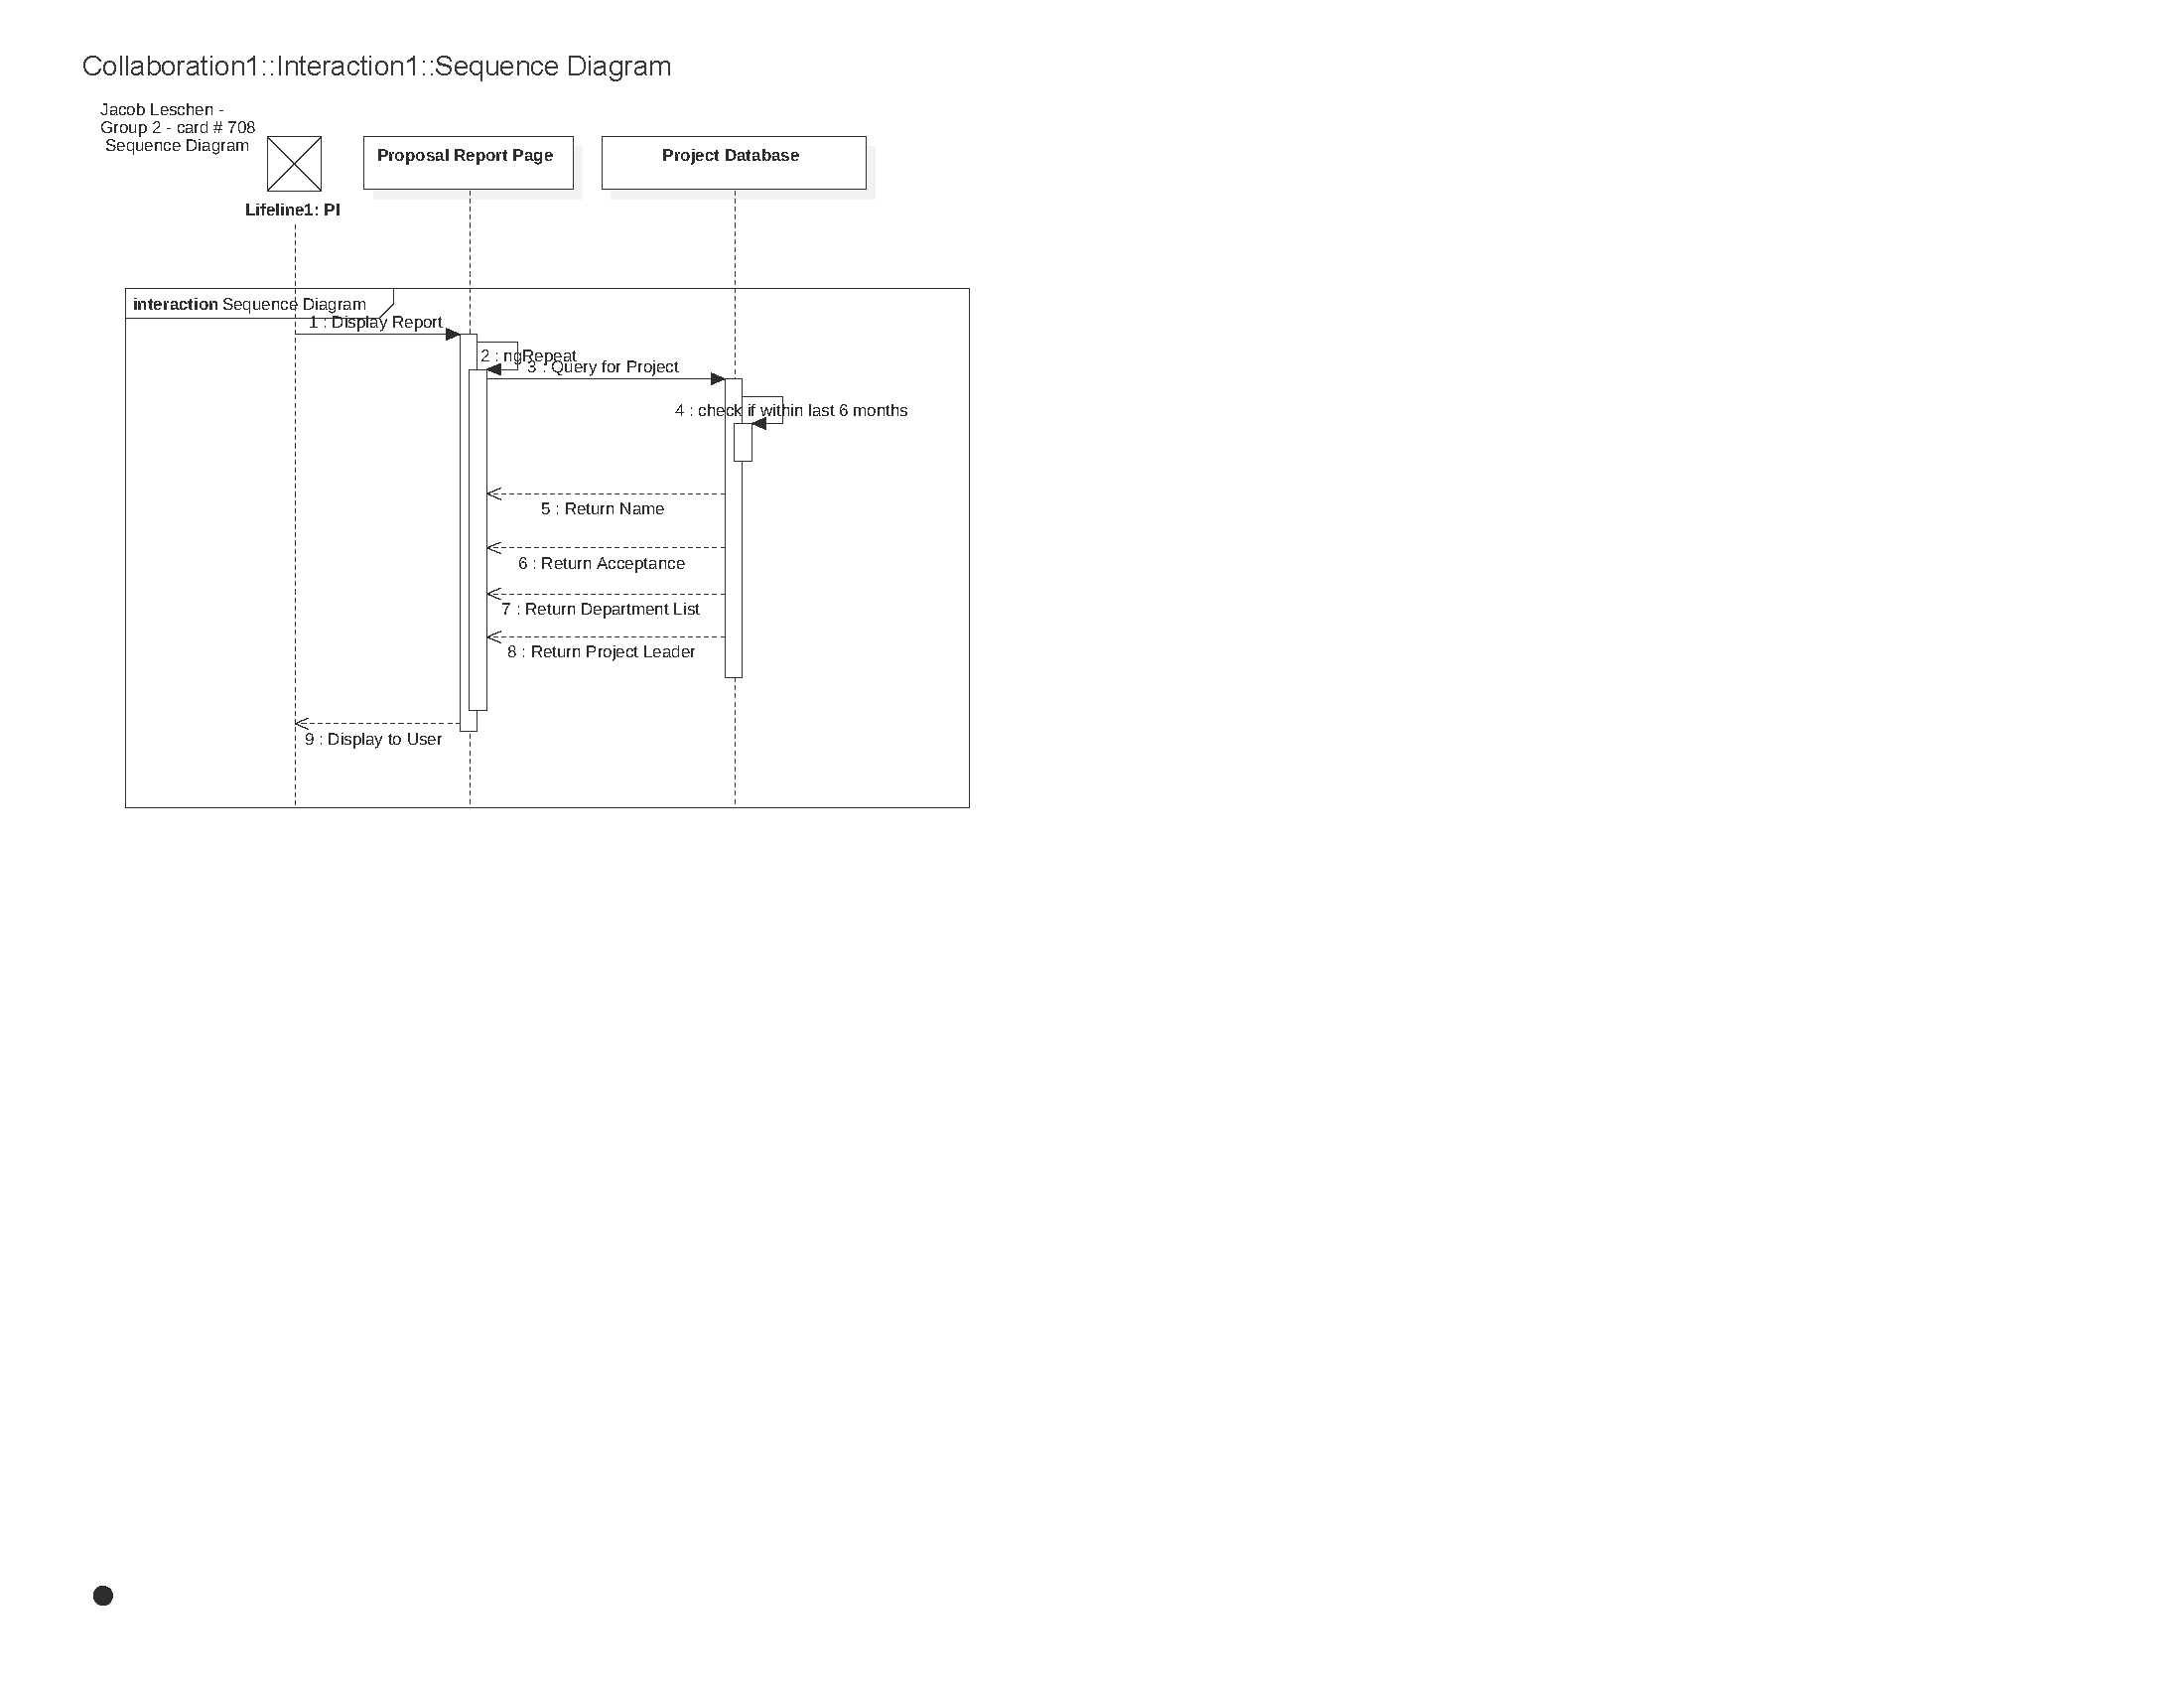 Collaboration1::Interaction1::Sequence Diagram
Jacob Leschen -
Group 2 - card # 708
Sequence Diagram
Proposal Report Page
Project Database
Lifeline1: PI
interaction Sequence Diagram
1 : Display Report
2 : ngRepeat
3 : Query for Project
4 : check if within last 6 months
5 : Return Name
6 : Return Acceptance
7 : Return Department List
8 : Return Project Leader
9 : Display to User